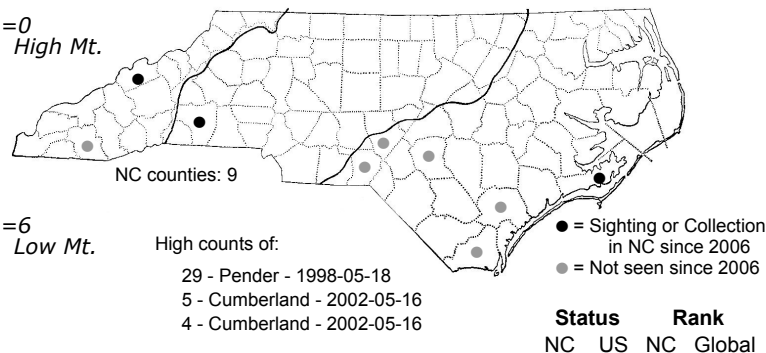 =0
High Mt.
NC counties: 9
=6
Low Mt.
High counts of:
29 - Pender - 1998-05-18
5 - Cumberland - 2002-05-16
4 - Cumberland - 2002-05-16
● = Sighting or Collection
in NC since 2006
● = Not seen since 2006
Status Rank
NC US NC Global